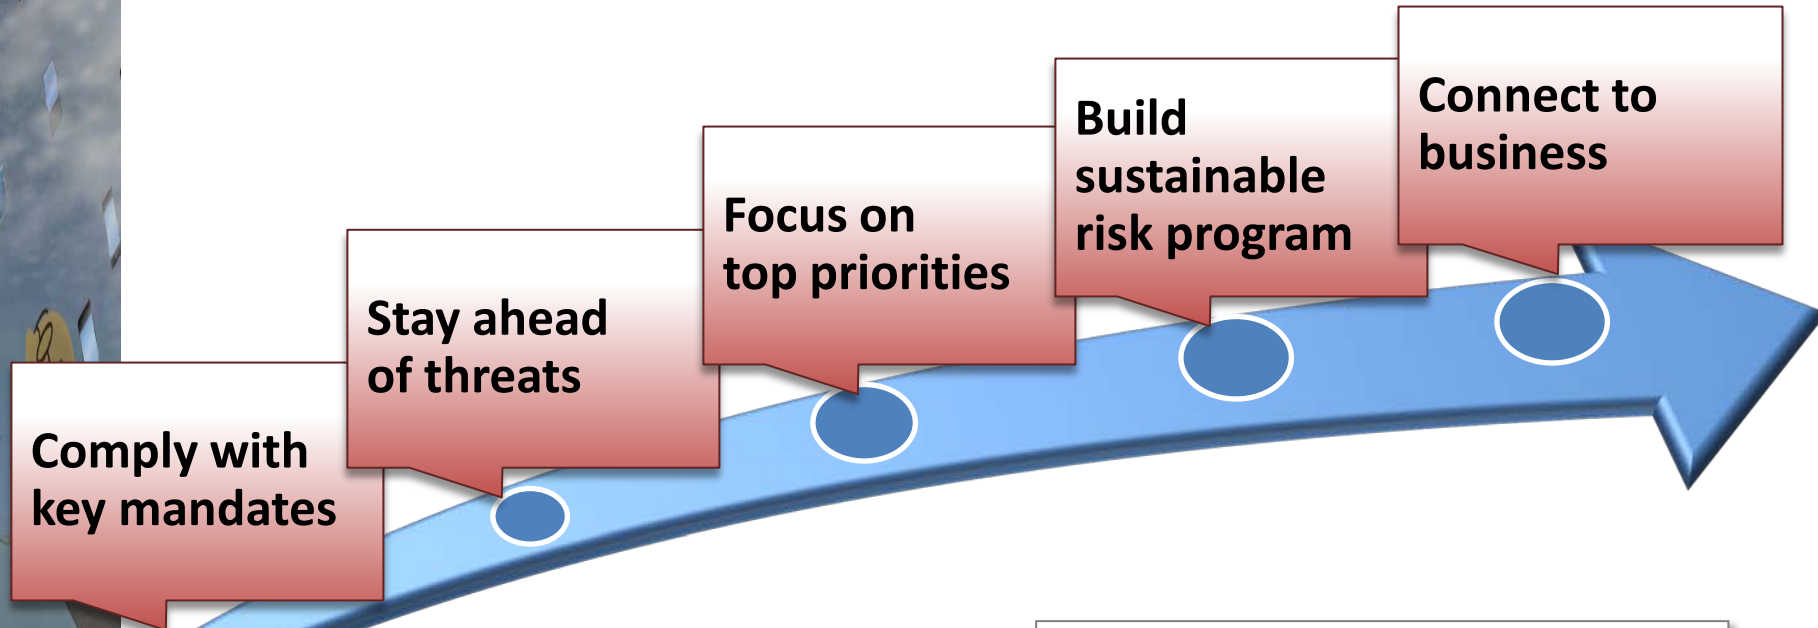 Comply with
key mandates
Stay ahead
of threats
Focus on
top priorities
Build
sustainable
risk program
Connect to
business